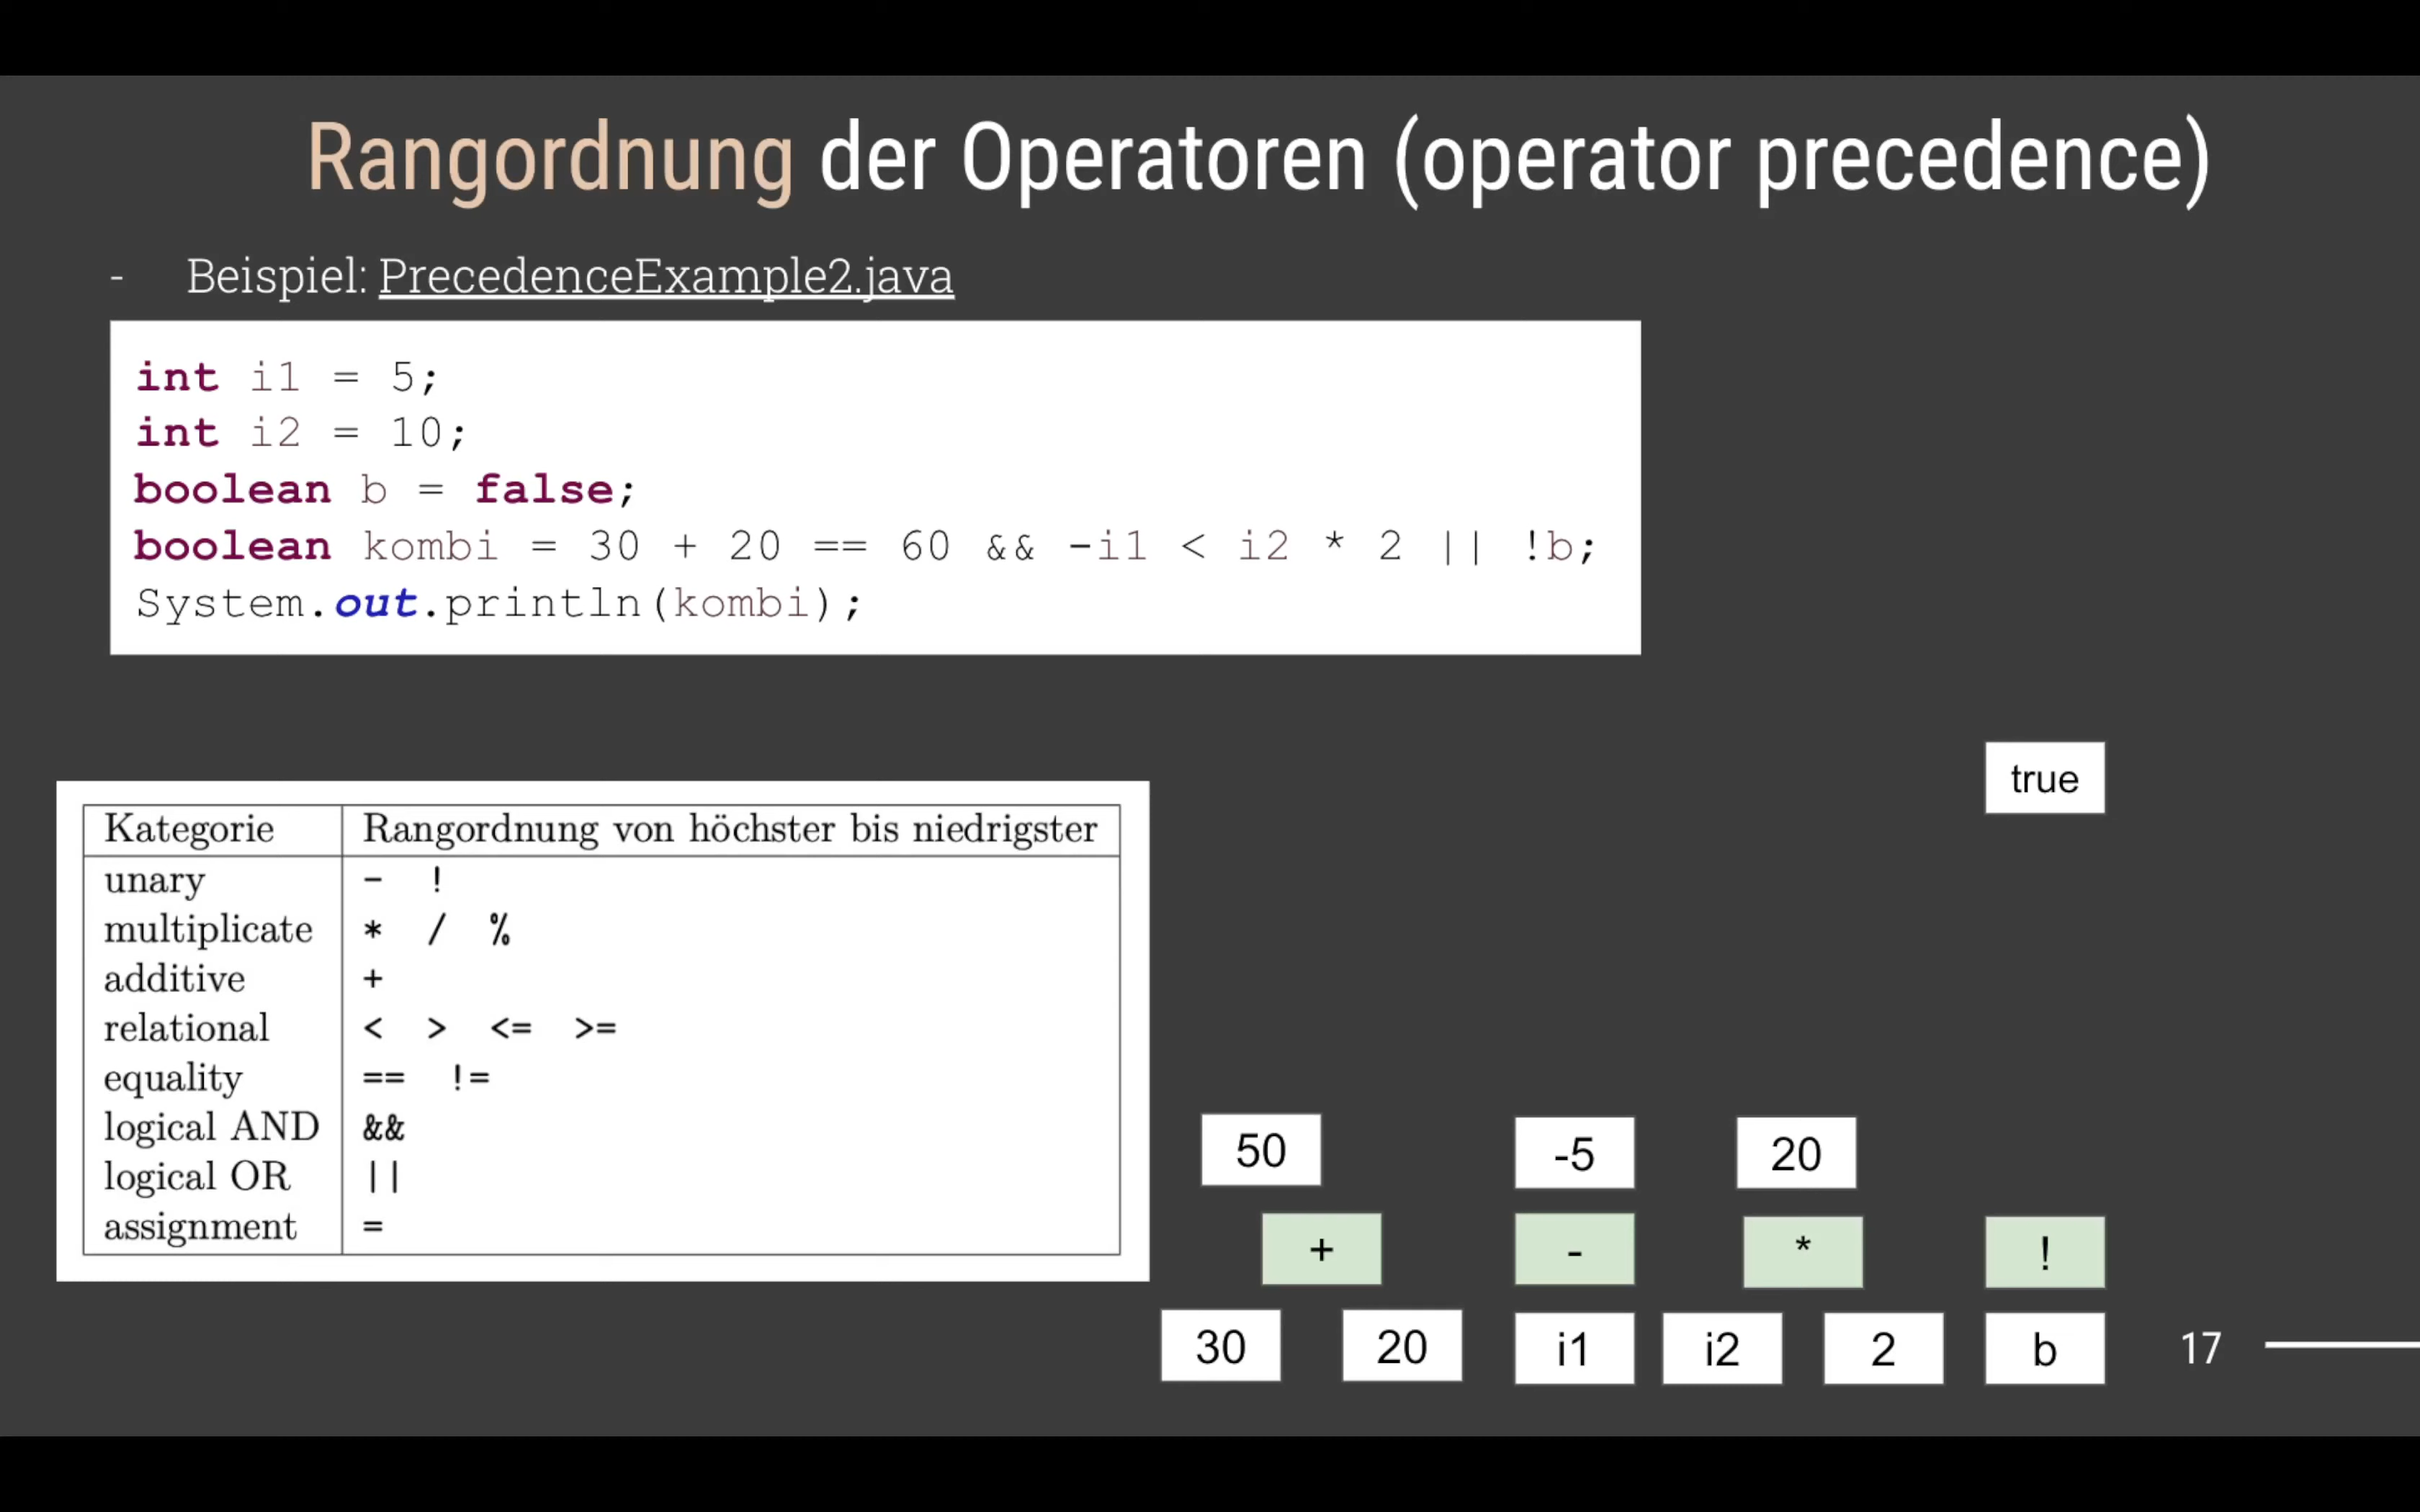 Rangordnung der Operatoren (operator precedence)
- Beispiel: PrecedenceExample2.java
int i1 = 5;
int i2 = 10;
boolean b = false;
boolean kombi = 30 + 20 == 60 && -i1 < i2 * 2 || !b;
System.out.println(kombi);
true
Kategorie Rangordnung von höchster bis niedrigster
unary - !
multiplicate * / %
additive +
relational < > <= >=
equality == !=
logical AND &&
logical OR ||
assignment =
50 -5 20
+ - * !
30 20 i1 i2 2 b
17